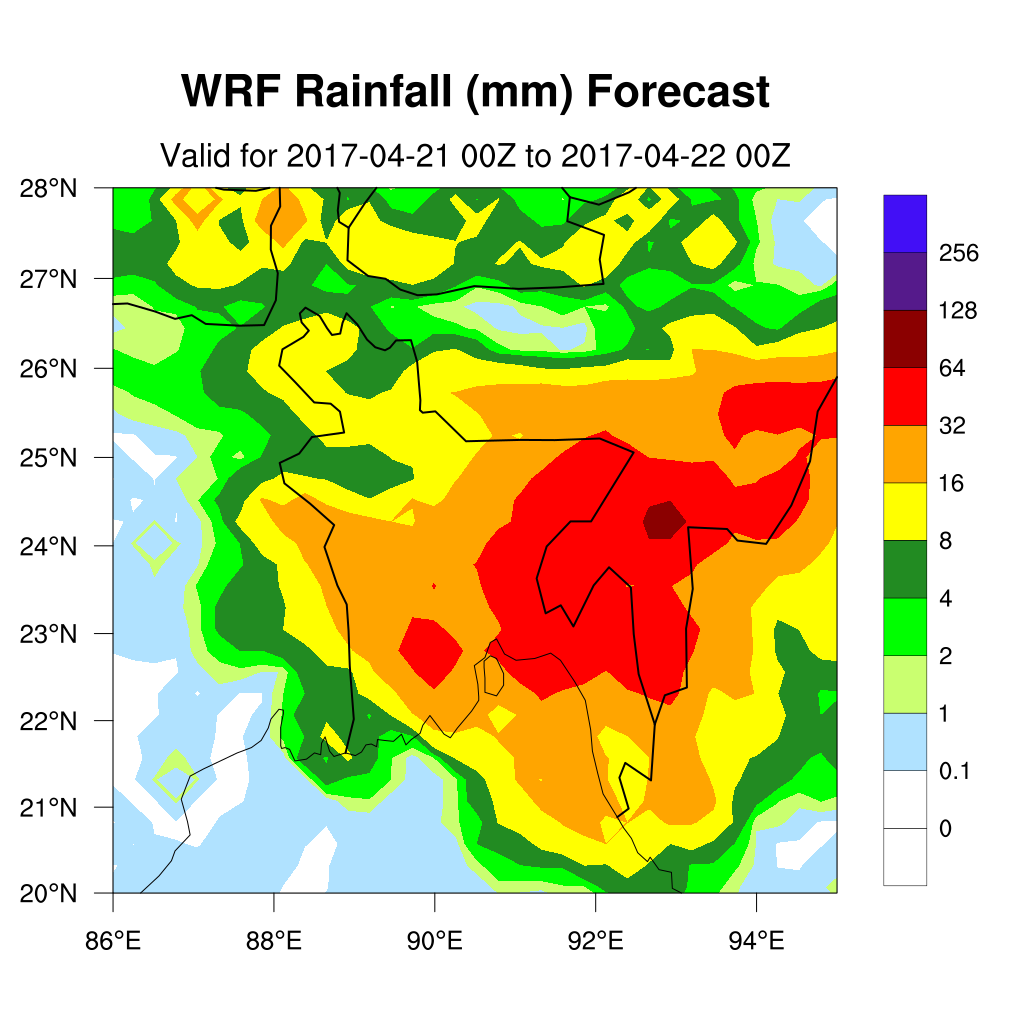 WRF Rainfall (mm) Forecast
Valid for 2017-04-21 00Z to 2017-04-22 00Z
28°N
27°N
26°N
25°N
24°N
23°N
22°N
21°N
20°N
86°E
88°E
90°E
92°E
94°E
256
128
64
32
16
8
4
2
1
0.1
0